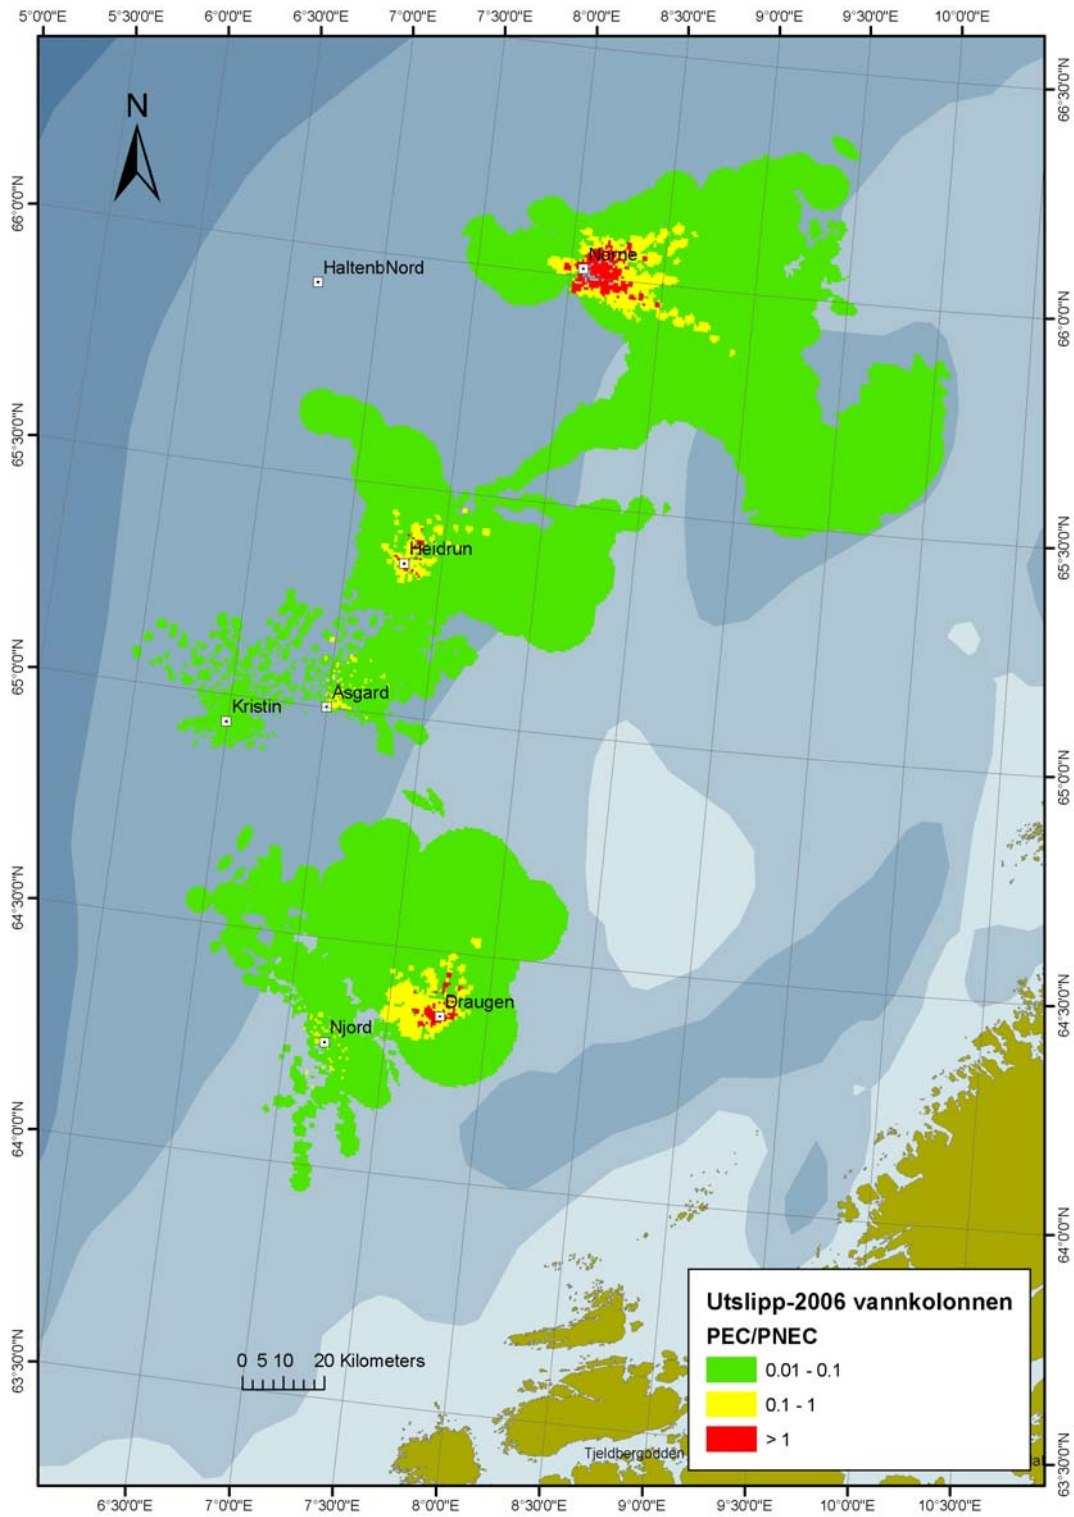 5°0'0"E 5°30'0"E 6°0'0"E 6°30'0"E 7°0'0"E 7°30'0"E 8°0'0"E 8°30'0"E 9°0'0"E 9°30'0"E 10°0'0"E
66°30'0"N
N
66°0'0"N
Norne
HaltenbNord
66°0'0"N
65°30'0"N
65°30'0"N
Heidrun
65°0'0"N
Asgard
Kristin
65°0'0"N
64°30'0"N
64°30'0"N
Draugen
Njord
64°0'0"N
64°0'0"N
Utslipp-2006 vannkolonnen
PEC/PNEC
0.01 - 0.1
0.1 - 1
> 1
63°30'0"N
0 5 10 20 Kilometers
Tjeldbergodden
63°30'0"N
6°30'0"E 7°0'0"E 7°30'0"E 8°0'0"E 8°30'0"E 9°0'0"E 9°30'0"E 10°0'0"E 10°30'0"E